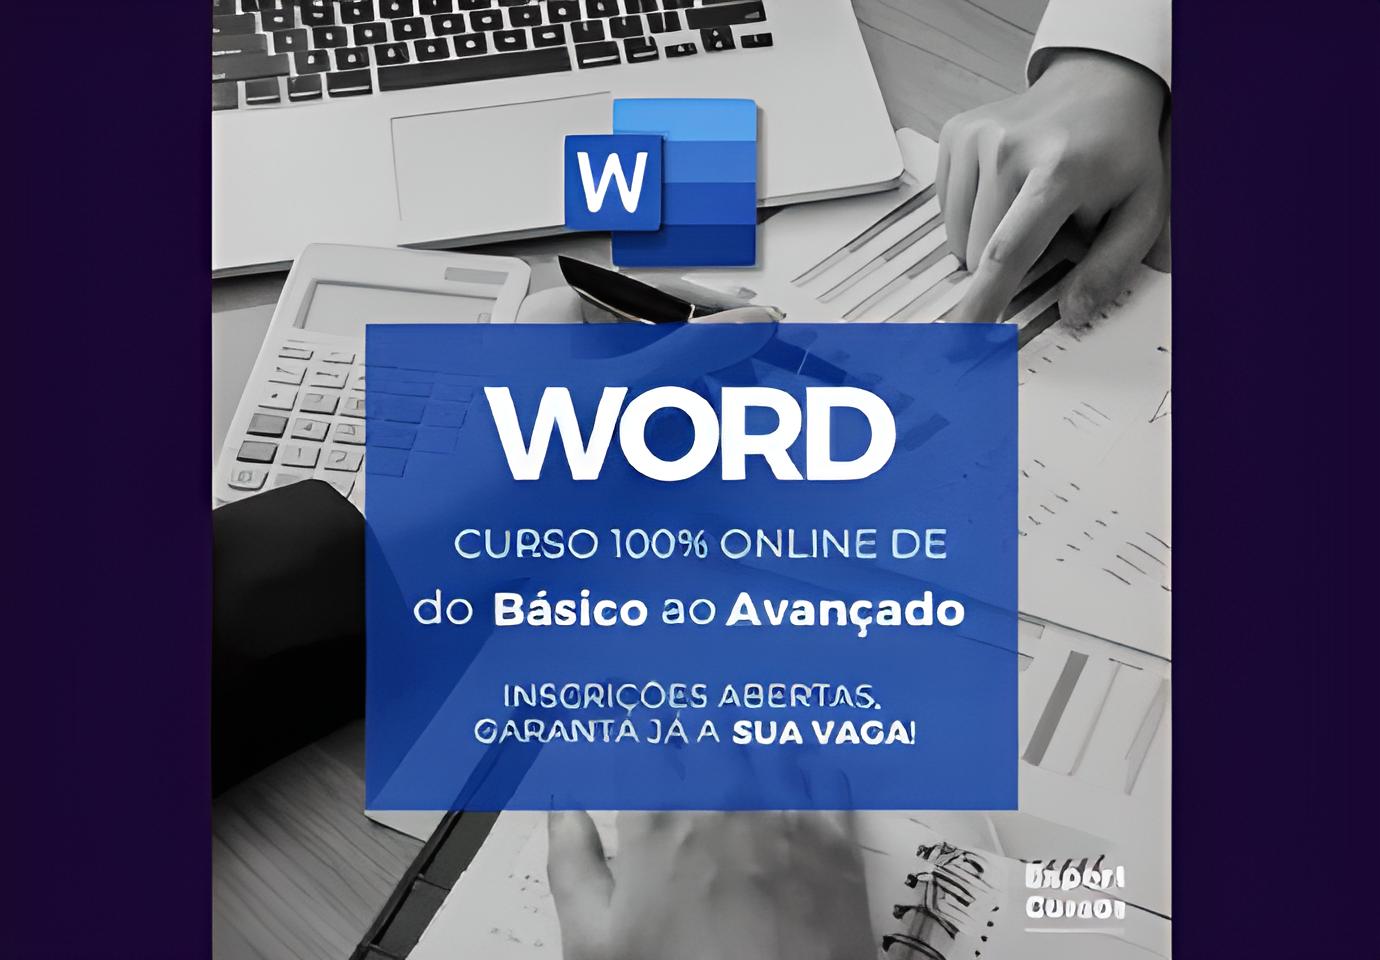 W
WORD
CURSO 100% ONLINE DE
do Básico ao Avançado
INSCRIÇÕES ABERTAS.
GARANTA JÁ A SUA VAGA!